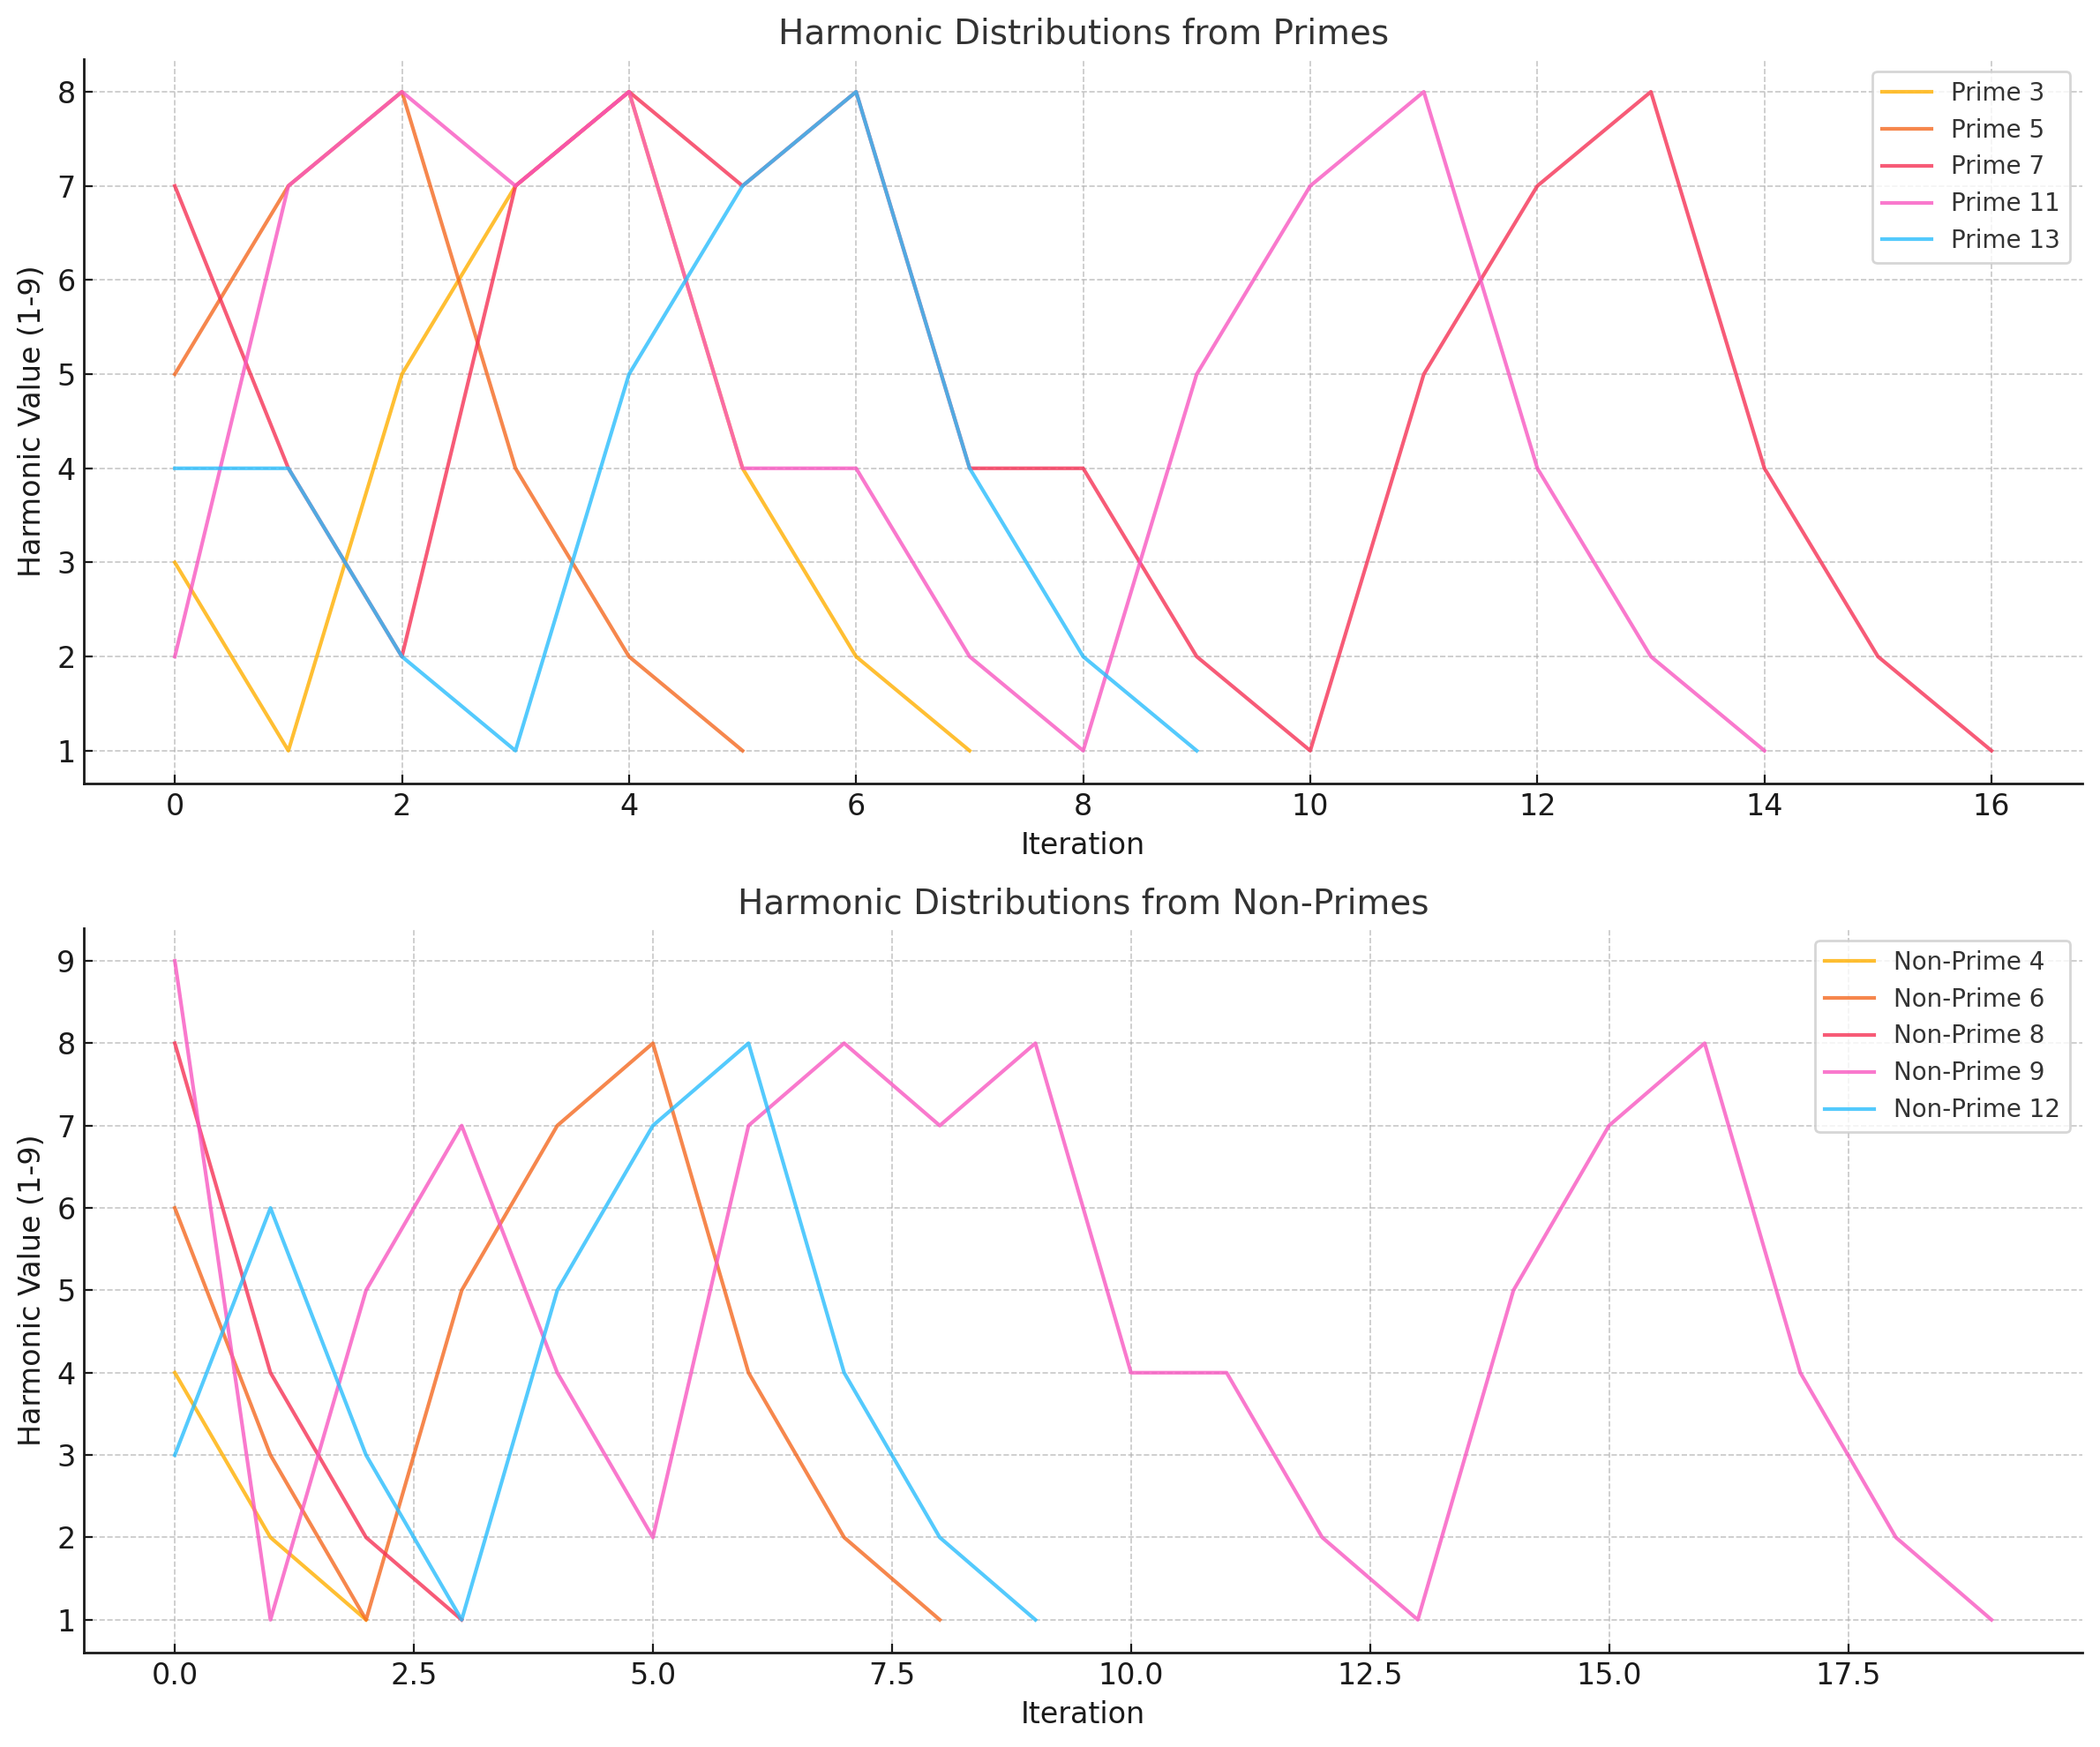 Harmonic Distributions from Primes
Harmonic Value (1-9)
8
7
6
5
4
3
2
1
Prime 3
Prime 5
Prime 7
Prime 11
Prime 13
0 2 4 6 8 10 12 14 16
Iteration
Harmonic Distributions from Non-Primes
Harmonic Value (1-9)
9
8
7
6
5
4
3
2
1
Non-Prime 4
Non-Prime 6
Non-Prime 8
Non-Prime 9
Non-Prime 12
0.0 2.5 5.0 7.5 10.0 12.5 15.0 17.5
Iteration